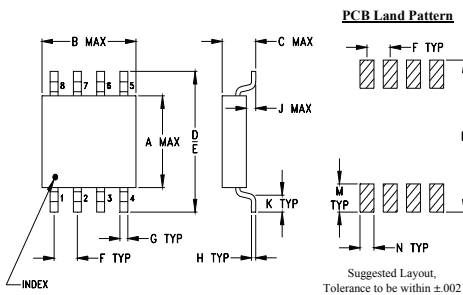 PCB Land Pattern
B MAX
C MAX
F TYP
8 7 6 5
J MAX
A MAX
D
E
K TYP
M
TYP
1 2 3 4
G TYP
H TYP
N TYP
F TYP
INDEX
Suggested Layout,
Tolerance to be within ±.002